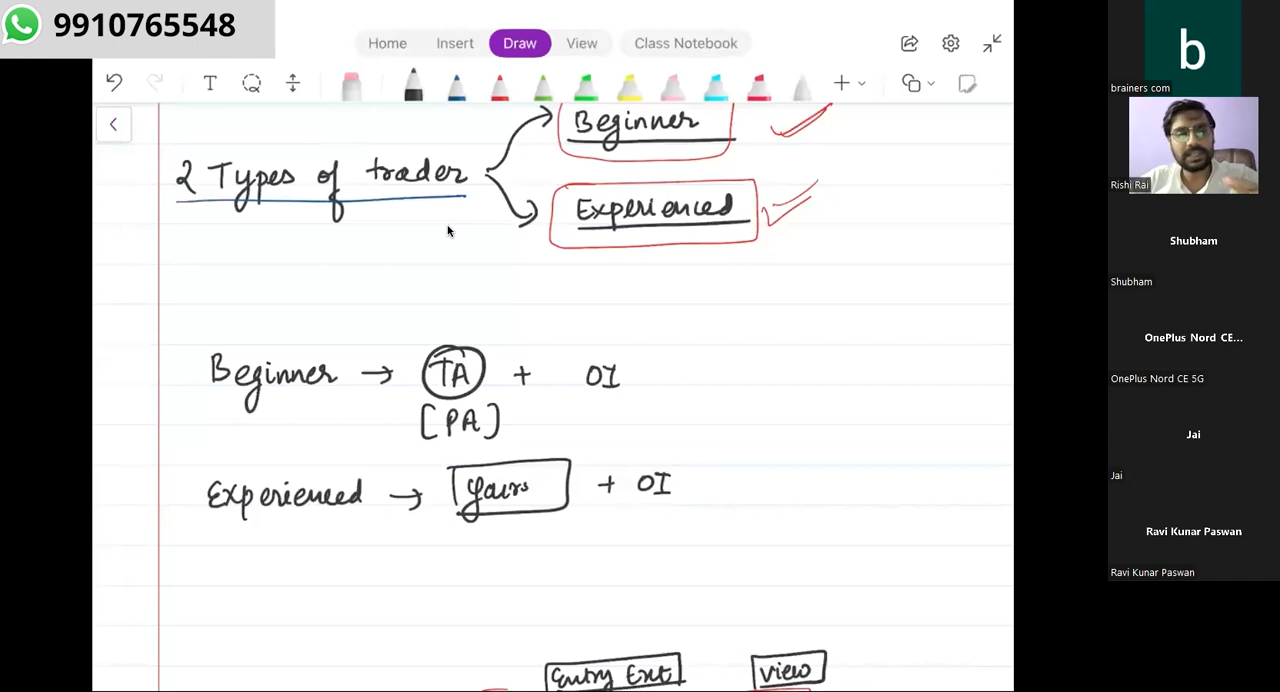 9910765548
Home Insert Draw View Class Notebook
b
brainers com
Rishi Rai
Shubham
Shubham
OnePlus Nord CE...
OnePlus Nord CE 5G
Jai
Jai
Ravi Kunar Paswan
Ravi Kunar Paswan
Beginner
2 Types of trader
Experienced
Beginner → TA + OI
[PA]
Experienced → Yours + OI
Entry Exit View